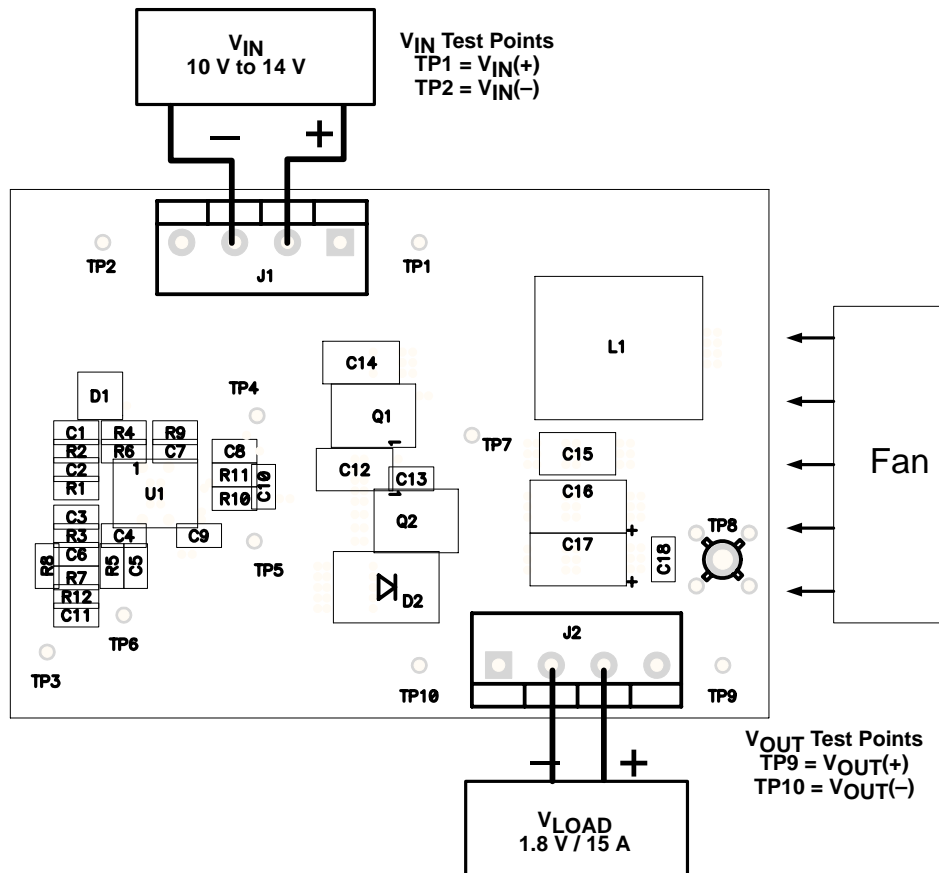 VIN
10 V to 14 V
VIN Test Points
TP1 = VIN(+)
TP2 = VIN(–)
– +
TP2
J1
TP1
L1
C14
D1
TP4
Q1
C1 R4 R9
R2 R6 C7
C8
TP7
C15
C2
1
R1
U1
R11
C10
R10
C12
1
C13
1
Q2
C16
Fan
C3
R3 C4
C9
C17
+
TP8
C18
R8
C6
R5
C5
R7
TP5
D2
+
R12
C11
TP6
J2
TP3
TP10
TP9
VOUT Test Points
TP9 = VOUT(+)
TP10 = VOUT(–)
– +
VLOAD
1.8 V / 15 A